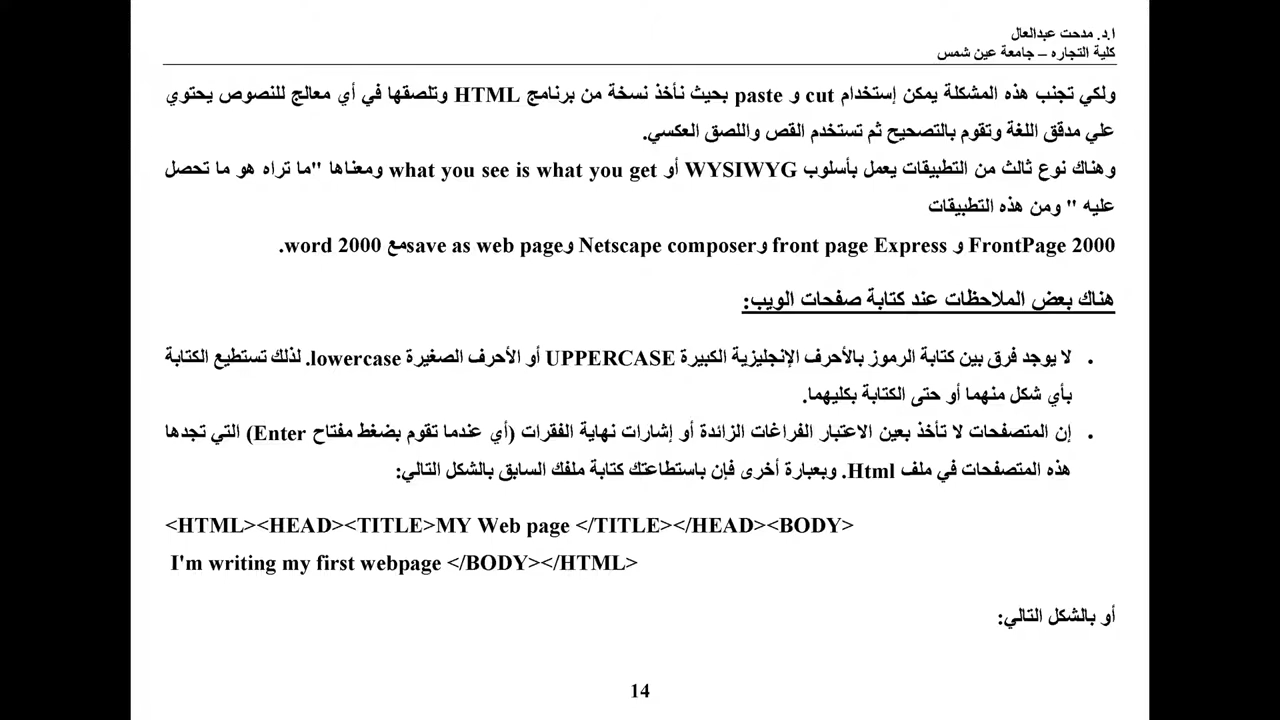 ا.د. مدحت عبدالعال
كلية التجاره – جامعة عين شمس
ولكي تجنب هذه المشكلة يمكن إستخدام cut و paste بحيث نأخذ نسخة من برنامج HTML وتلصقها في أي معالج للنصوص يحتوي
علي مدقق اللغة وتقوم بالتصحيح ثم تستخدم القص واللصق العكسي.
وهناك نوع ثالث من التطبيقات يعمل بأسلوب WYSIWYG أو what you see is what you get ومعناها "ما تراه هو ما تحصل
عليه " ومن هذه التطبيقات
FrontPage 2000 و front page Express وNetscape composer وsave as web page مع word 2000.
هناك بعض الملاحظات عند كتابة صفحات الويب:
• لا يوجد فرق بين كتابة الرموز بالأحرف الإنجليزية الكبيرة UPPERCASE أو الأحرف الصغيرة lowercase. لذلك تستطيع الكتابة
بأي شكل منهما أو حتى الكتابة بكليهما.
• إن المتصفحات لا تأخذ بعين الاعتبار الفراغات الزائدة أو إشارات نهاية الفقرات (أي عندما تقوم بضغط مفتاح Enter) التي تجدها
هذه المتصفحات في ملف Html. وبعبارة أخرى فإن باستطاعتك كتابة ملفك السابق بالشكل التالي:
<HTML><HEAD><TITLE>MY Web page </TITLE></HEAD><BODY>
I'm writing my first webpage </BODY></HTML>
أو بالشكل التالي:
14